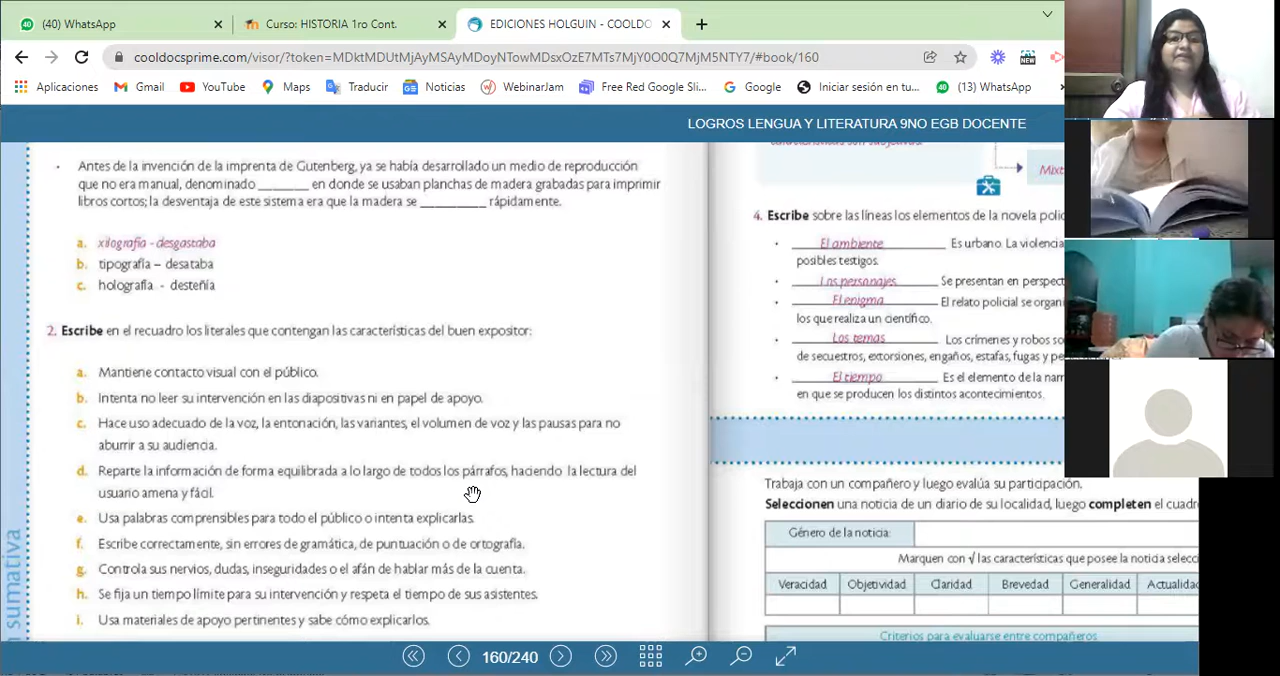 (40) WhatsApp
Curso: HISTORIA 1ro Cont.
EDICIONES HOLGUIN - COOLDO
cooldocsprime.com/visor/?token=MDktMDUtMjAyMSAyMDoyNTowMDsxOzE7MTs7MjY0O0Q7MjM5NTY7/#book/160
Aplicaciones
Gmail
YouTube
Maps
Traducir
Noticias
WebinarJam
Free Red Google Sli...
Google
Iniciar sesión en tu...
(13) WhatsApp
LOGROS LENGUA Y LITERATURA 9NO EGB DOCENTE
• Antes de la invención de la imprenta de Gutenberg, ya se había desarrollado un medio de reproducción
que no era manual, denominado ________ en donde se usaban planchas de madera grabadas para imprimir
libros cortos; la desventaja de este sistema era que la madera se __________ rápidamente.
a. xilografía - desgastaba
b. tipografía – desataba
c. holografía - desteñía
2. Escribe en el recuadro los literales que contengan las características del buen expositor:
a. Mantiene contacto visual con el público.
b. Intenta no leer su intervención en las diapositivas ni en papel de apoyo.
c. Hace uso adecuado de la voz, la entonación, las variantes, el volumen de voz y las pausas para no
aburrir a su audiencia.
d. Reparte la información de forma equilibrada a lo largo de todos los párrafos, haciendo la lectura del
usuario amena y fácil.
e. Usa palabras comprensibles para todo el público o intenta explicarlas.
f. Escribe correctamente, sin errores de gramática, de puntuación o de ortografía.
g. Controla sus nervios, dudas, inseguridades o el afán de hablar más de la cuenta.
h. Se fija un tiempo límite para su intervención y respeta el tiempo de sus asistentes.
i. Usa materiales de apoyo pertinentes y sabe cómo explicarlos.
n sumativa
características son subjetivas.
Mixt
4. Escribe sobre las líneas los elementos de la novela poli
• El ambiente Es urbano. La violencia
posibles testigos.
• Los personajes Se presentan en perspect
• El enigma El relato policial se organi
los que realiza un científico.
• Los temas Los crímenes y robos so
de secuestros, extorsiones, engaños, estafas, fugas y pe
• El tiempo Es el elemento de la narr
en que se producen los distintos acontecimientos.
Trabaja con un compañero y luego evalúa su participación.
Seleccionen una noticia de un diario de su localidad, luego completen el cuadr
Género de la noticia:
Marquen con √ las características que posee la noticia selecci
Veracidad
Objetividad
Claridad
Brevedad
Generalidad
Actualidad
Criterios para evaluarse entre compañeros
160/240